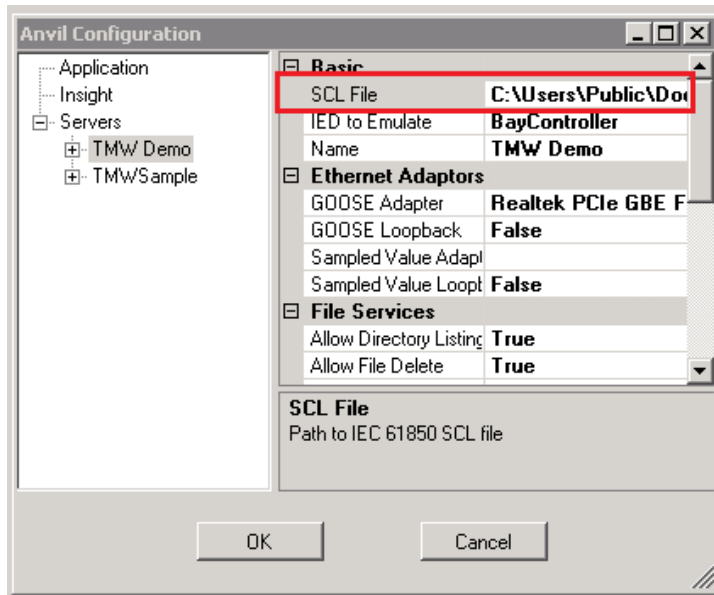 Anvil Configuration
Application
Insight
Servers
TMW Demo
TMWSample
Basic
SCL File C:\Users\Public\Do
IED to Emulate BayController
Name TMW Demo
Ethernet Adaptors
GOOSE Adapter Realtek PCIe GBE F
GOOSE Loopback False
Sampled Value Adapt
Sampled Value Loopb False
File Services
Allow Directory Listing True
Allow File Delete True
SCL File
Path to IEC 61850 SCL file
OK Cancel